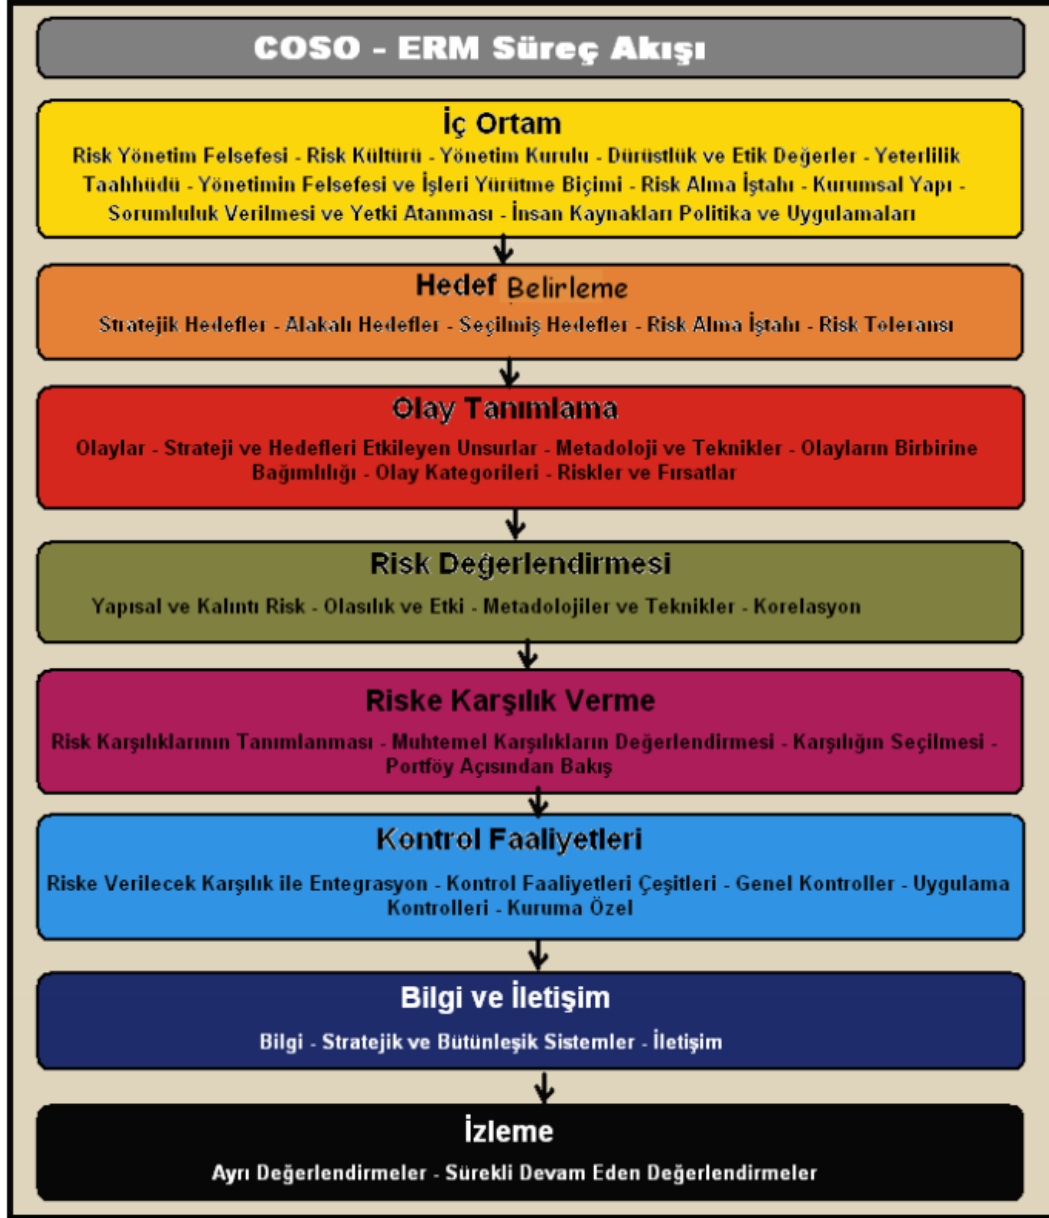 COSO - ERM Süreç Akışı
İç Ortam
Risk Yönetim Felsefesi - Risk Kültürü - Yönetim Kurulu - Dürüstlük ve Etik Değerler - Yeterlilik
Taahhüdü - Yönetimin Felsefesi ve İşleri Yürütme Biçimi - Risk Alma İştahı - Kurumsal Yapı -
Sorumluluk Verilmesi ve Yetki Atanması - İnsan Kaynakları Politika ve Uygulamaları
Hedef Belirleme
Stratejik Hedefler - Alakalı Hedefler - Seçilmiş Hedefler - Risk Alma İştahı - Risk Toleransı
Olay Tanımlama
Olaylar - Strateji ve Hedefleri Etkileyen Unsurlar - Metadoloji ve Teknikler - Olayların Birbirine
Bağımlılığı - Olay Kategorileri - Riskler ve Fırsatlar
Risk Değerlendirmesi
Yapısal ve Kalıntı Risk - Olasılık ve Etki - Metadolojiler ve Teknikler - Korelasyon
Riske Karşılık Verme
Risk Karşılıklarının Tanımlanması - Muhtemel Karşılıkların Değerlendirmesi - Karşılığın Seçilmesi -
Portföy Açısından Bakış
Kontrol Faaliyetleri
Riske Verilecek Karşılık ile Entegrasyon - Kontrol Faaliyetleri Çeşitleri - Genel Kontroller - Uygulama
Kontrolleri - Kuruma Özel
Bilgi ve İletişim
Bilgi - Stratejik ve Bütünleşik Sistemler - İletişim
İzleme
Ayrı Değerlendirmeler - Sürekli Devam Eden Değerlendirmeler